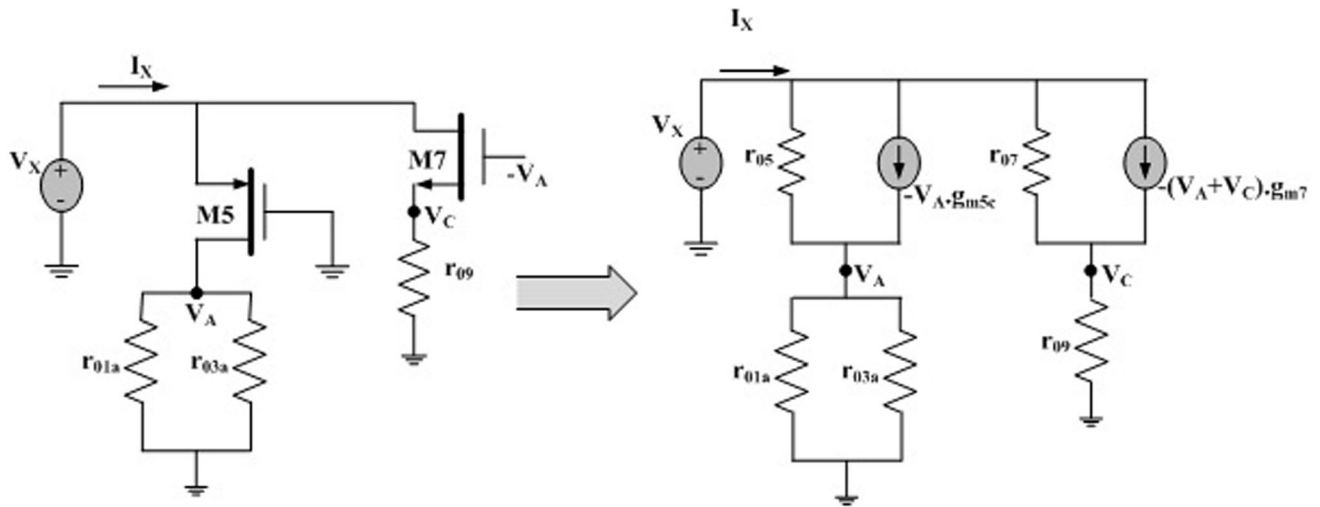 I_X
V_X
M5
V_A
r_01a
r_03a
M7
-V_A
V_C
r_09
I_X
V_X
r_05
-V_A.g_m5c
V_A
r_01a
r_03a
r_07
-(V_A+V_C).g_m7
V_C
r_09